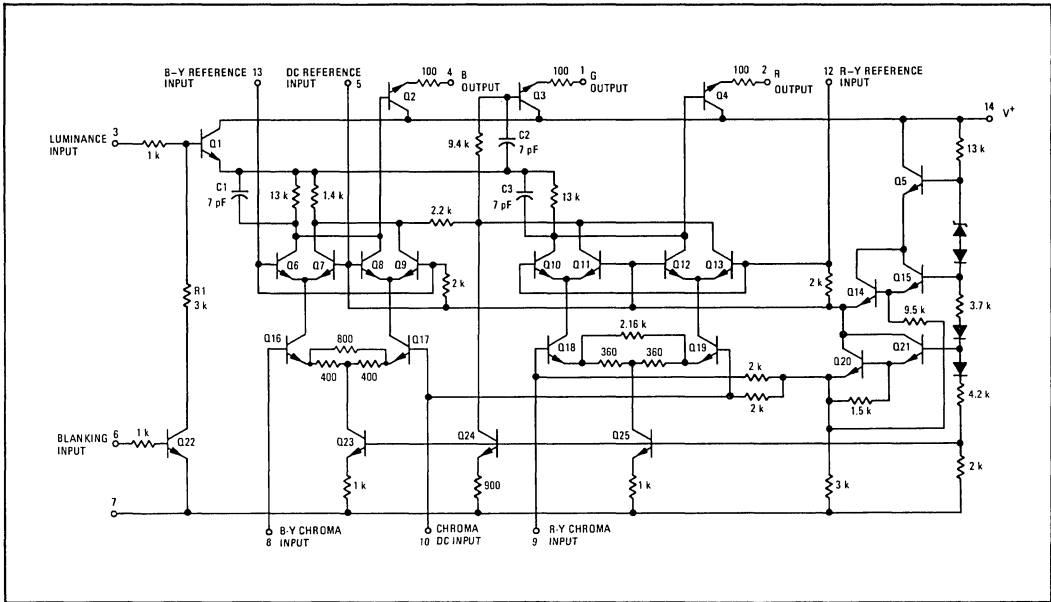 B–Y REFERENCE 13
INPUT
DC REFERENCE
INPUT 5
100 4 B
OUTPUT
Q2
100 1 G
OUTPUT
Q3
100 2 R
OUTPUT
Q4
12 R–Y REFERENCE
INPUT
14 V+
LUMINANCE 3
INPUT
1 k
Q1
9.4 k
C2
7 pF
13 k
Q5
C1
7 pF
13 k
1.4 k
C3
7 pF
13 k
2.2 k
Q6
Q7
Q8
Q9
2 k
Q10
Q11
Q12
Q13
2 k
Q14
Q15
3.7 k
9.5 k
R1
3 k
Q16
800
400
400
Q17
Q18
2.16 k
360
360
Q19
Q20
Q21
2 k
2 k
1.5 k
4.2 k
BLANKING 6
INPUT
1 k
Q22
Q23
Q24
Q25
1 k
900
1 k
3 k
2 k
7
8 B-Y CHROMA
INPUT
10 CHROMA
DC INPUT
9 R-Y CHROMA
INPUT